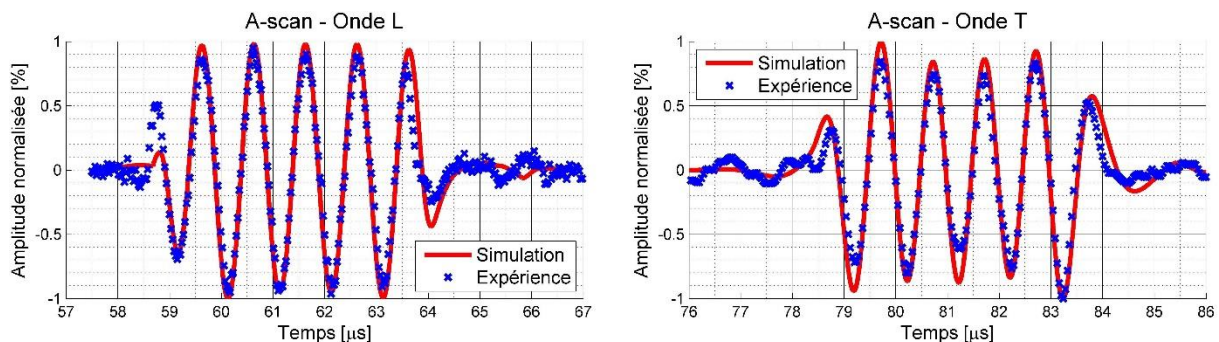 A-scan - Onde L
Amplitude normalisée [%]
1
0.5
0
-0.5
-1
57 58 59 60 61 62 63 64 65 66 67
Temps [µs]
Simulation
Expérience
A-scan - Onde T
Amplitude normalisée [%]
1
0.5
0
-0.5
-1
76 77 78 79 80 81 82 83 84 85 86
Temps [µs]
Simulation
Expérience